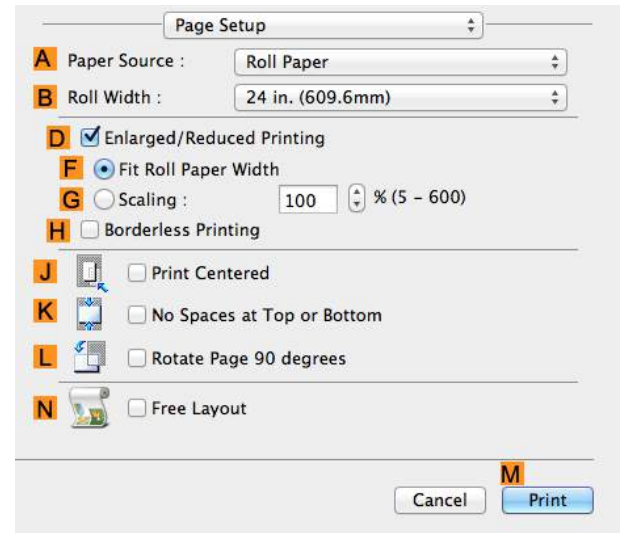 Page Setup
A Paper Source : Roll Paper
B Roll Width : 24 in. (609.6mm)
D Enlarged/Reduced Printing
F Fit Roll Paper Width
G Scaling : 100 % (5 – 600)
H Borderless Printing
J Print Centered
K No Spaces at Top or Bottom
L Rotate Page 90 degrees
N Free Layout
M
Cancel Print